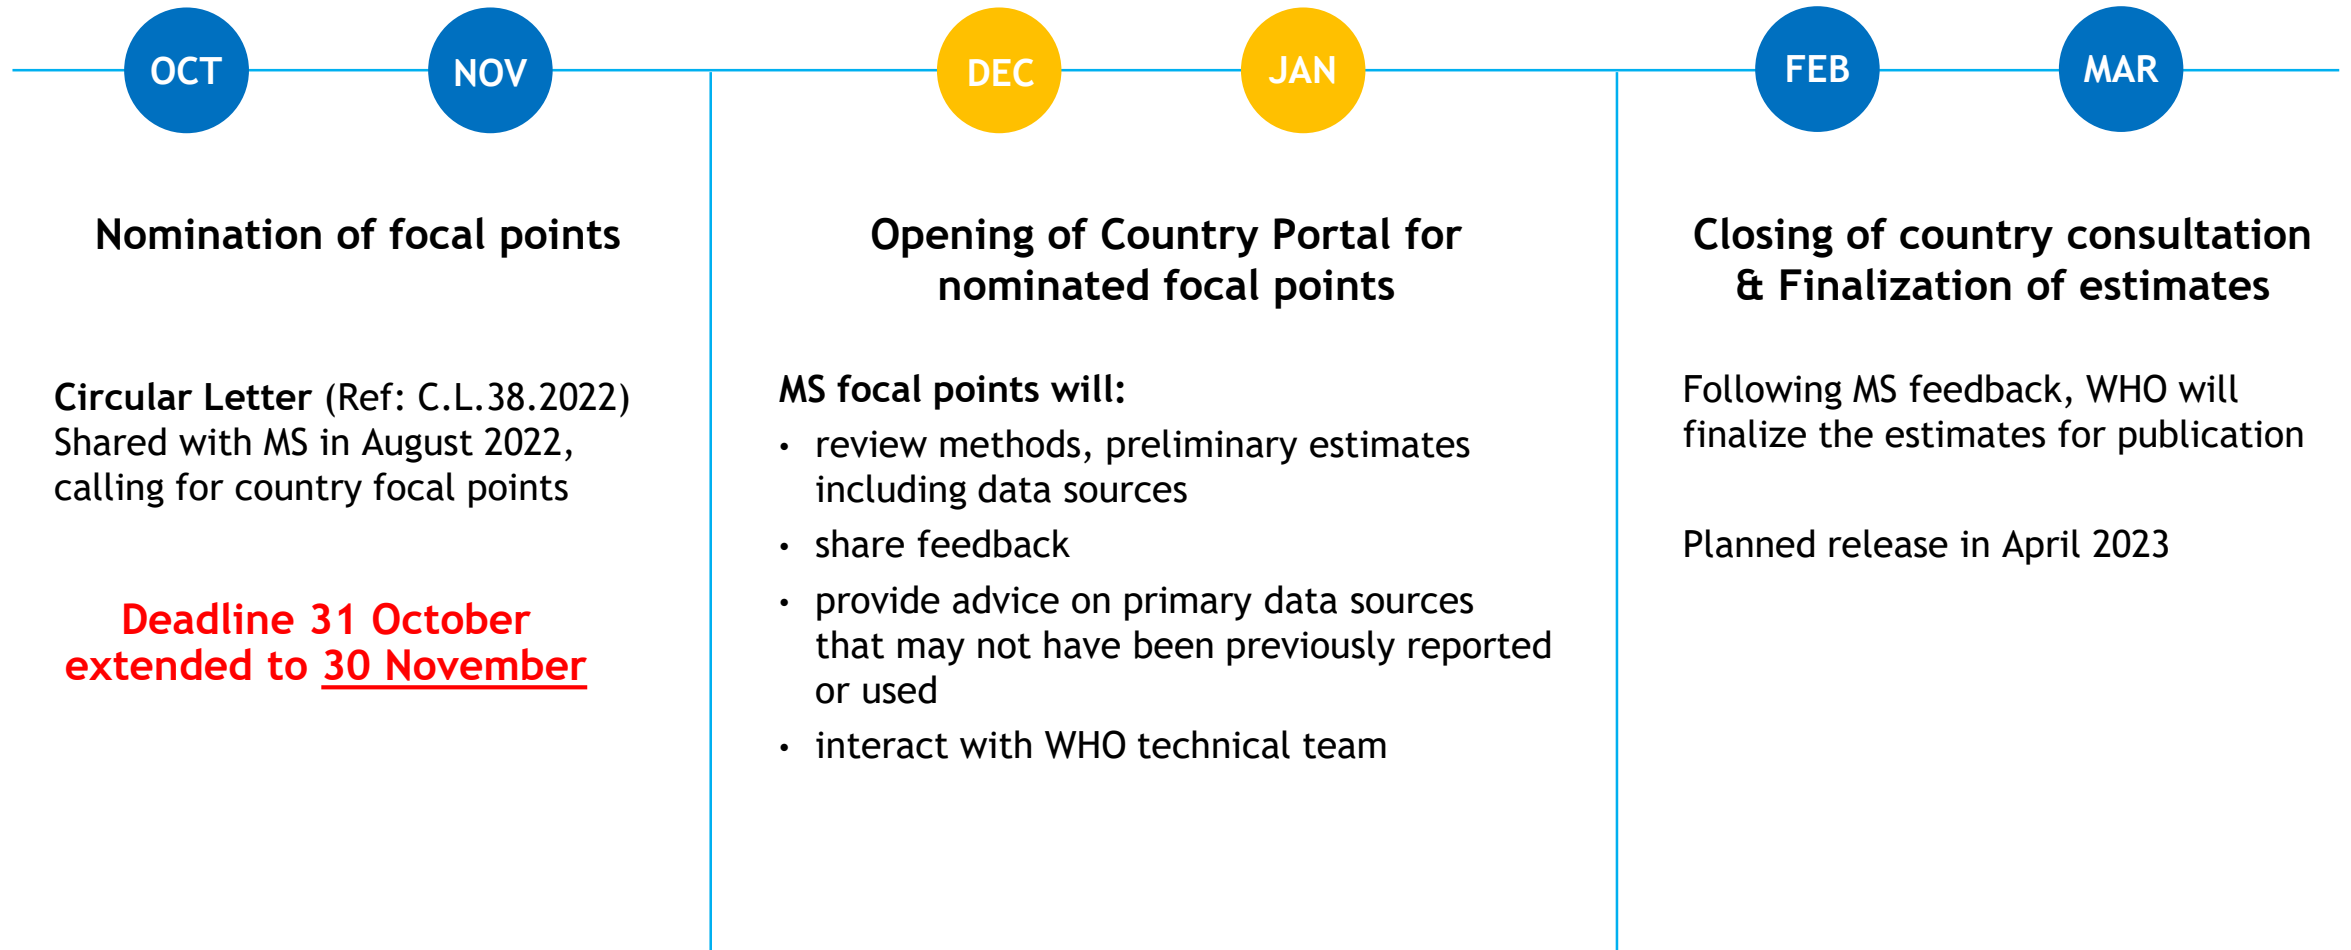 OCT
NOV
DEC
JAN
FEB
MAR
Nomination of focal points
Circular Letter (Ref: C.L.38.2022)
Shared with MS in August 2022,
calling for country focal points
Deadline 31 October
extended to 30 November
Opening of Country Portal for
nominated focal points
MS focal points will:
• review methods, preliminary estimates
including data sources
• share feedback
• provide advice on primary data sources
that may not have been previously reported
or used
• interact with WHO technical team
Closing of country consultation
& Finalization of estimates
Following MS feedback, WHO will
finalize the estimates for publication
Planned release in April 2023